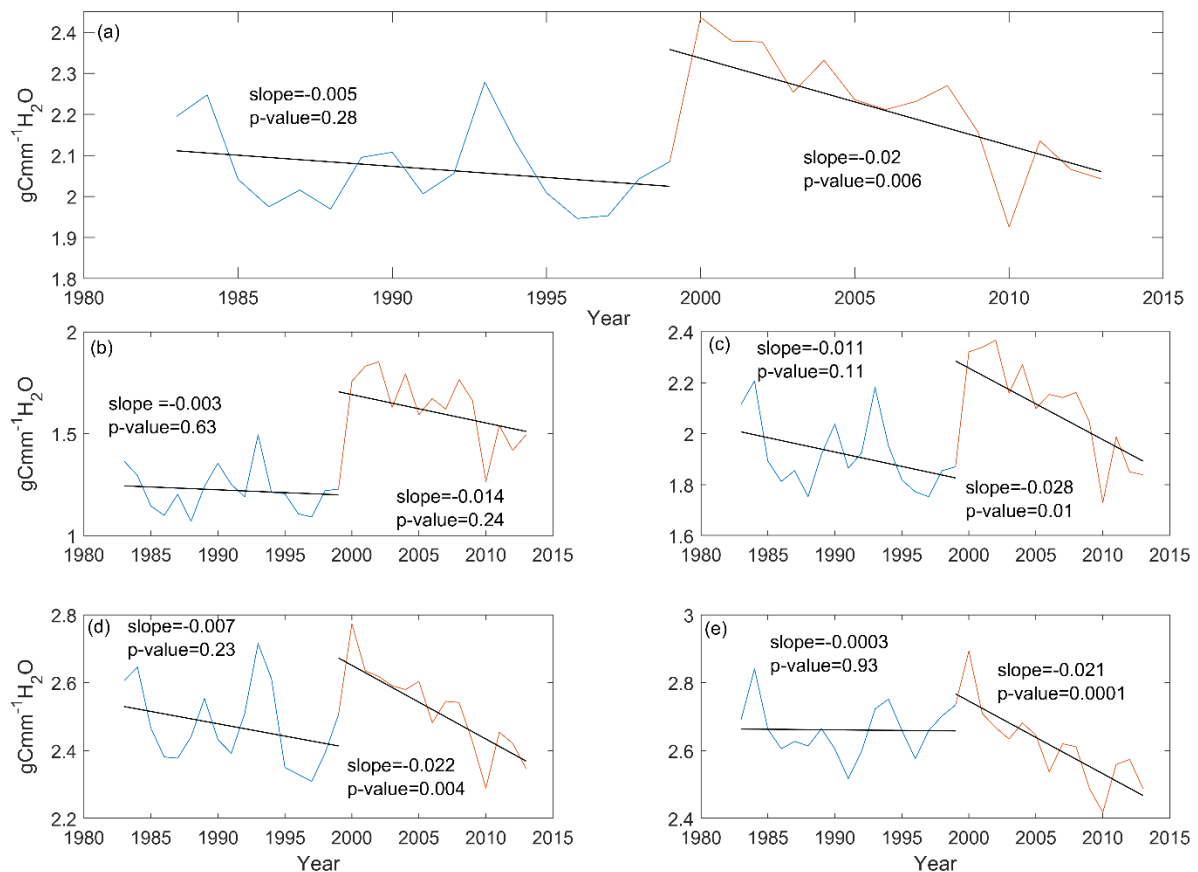 (a)
gCmm⁻¹H₂O
2.4
2.3
2.2
2.1
2
1.9
1.8
slope=-0.005
p-value=0.28
slope=-0.02
p-value=0.006
1980 1985 1990 1995 2000 2005 2010 2015
Year
(b)
gCmm⁻¹H₂O
2
1.5
1
slope =-0.003
p-value=0.63
slope=-0.014
p-value=0.24
1980 1985 1990 1995 2000 2005 2010 2015
(c)
2.4
2.2
2
1.8
1.6
slope=-0.011
p-value=0.11
slope=-0.028
p-value=0.01
1980 1985 1990 1995 2000 2005 2010 2015
(d)
gCmm⁻¹H₂O
2.8
2.6
2.4
2.2
slope=-0.007
p-value=0.23
slope=-0.022
p-value=0.004
1980 1985 1990 1995 2000 2005 2010 2015
Year
(e)
3
2.8
2.6
2.4
slope=-0.0003
p-value=0.93
slope=-0.021
p-value=0.0001
1980 1985 1990 1995 2000 2005 2010 2015
Year